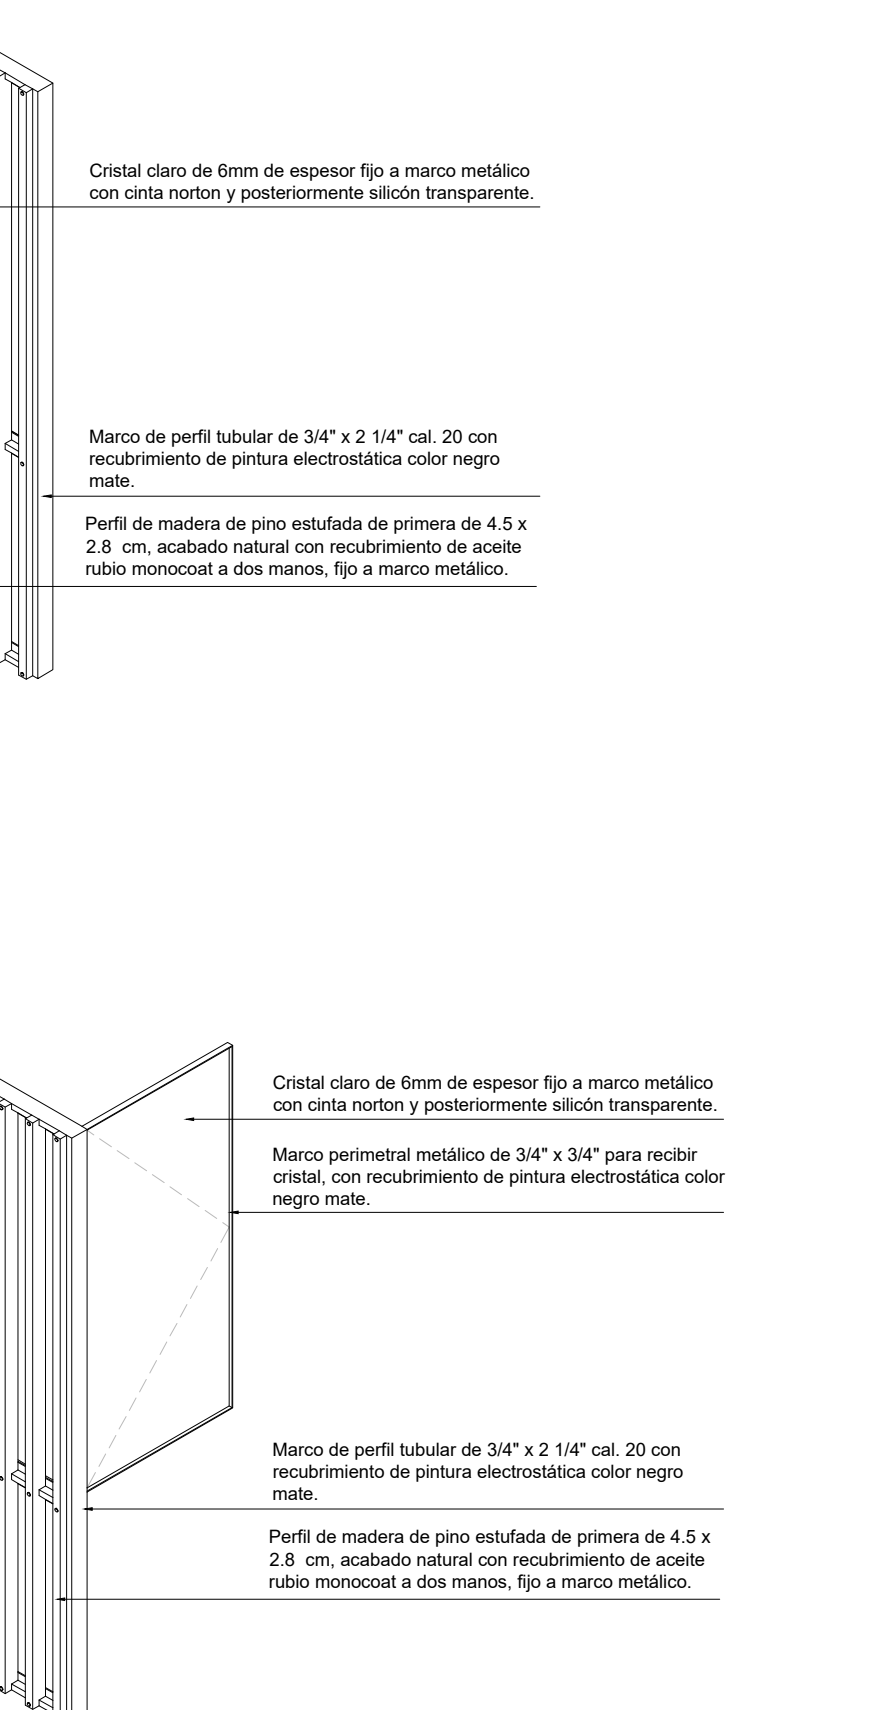 Cristal claro de 6mm de espesor fijo a marco metálico
con cinta norton y posteriormente silicón transparente.
Marco de perfil tubular de 3/4" x 2 1/4" cal. 20 con
recubrimiento de pintura electrostática color negro
mate.
Perfil de madera de pino estufada de primera de 4.5 x
2.8  cm, acabado natural con recubrimiento de aceite
rubio monocoat a dos manos, fijo a marco metálico.
Cristal claro de 6mm de espesor fijo a marco metálico
con cinta norton y posteriormente silicón transparente.
Marco perimetral metálico de 3/4" x 3/4" para recibir
cristal, con recubrimiento de pintura electrostática color
negro mate.
Marco de perfil tubular de 3/4" x 2 1/4" cal. 20 con
recubrimiento de pintura electrostática color negro
mate.
Perfil de madera de pino estufada de primera de 4.5 x
2.8  cm, acabado natural con recubrimiento de aceite
rubio monocoat a dos manos, fijo a marco metálico.